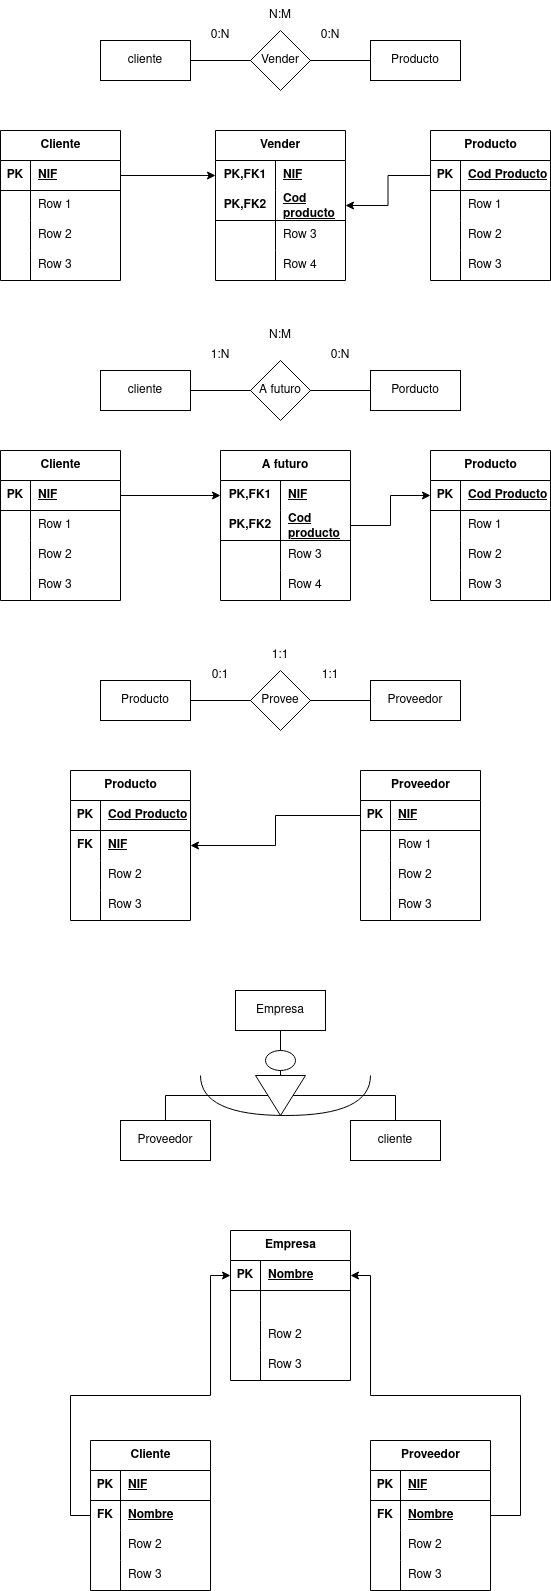 N:M
0:N 0:N
cliente Vender Producto
Cliente Vender Producto
PK NIF PK,FK1 NIF PK Cod Producto
Row 1 PK,FK2 Cod producto Row 1
Row 2 Row 3 Row 2
Row 3 Row 4 Row 3
N:M
1:N 0:N
cliente A futuro Porducto
Cliente A futuro Producto
PK NIF PK,FK1 NIF PK Cod Producto
Row 1 PK,FK2 Cod producto Row 1
Row 2 Row 3 Row 2
Row 3 Row 4 Row 3
1:1
0:1 1:1
Producto Provee Proveedor
Producto Proveedor
PK Cod Producto PK NIF
FK NIF Row 1
Row 2 Row 2
Row 3 Row 3
Empresa
Proveedor cliente
Empresa
PK Nombre
Row 2
Row 3
Cliente Proveedor
PK NIF PK NIF
FK Nombre FK Nombre
Row 2 Row 2
Row 3 Row 3